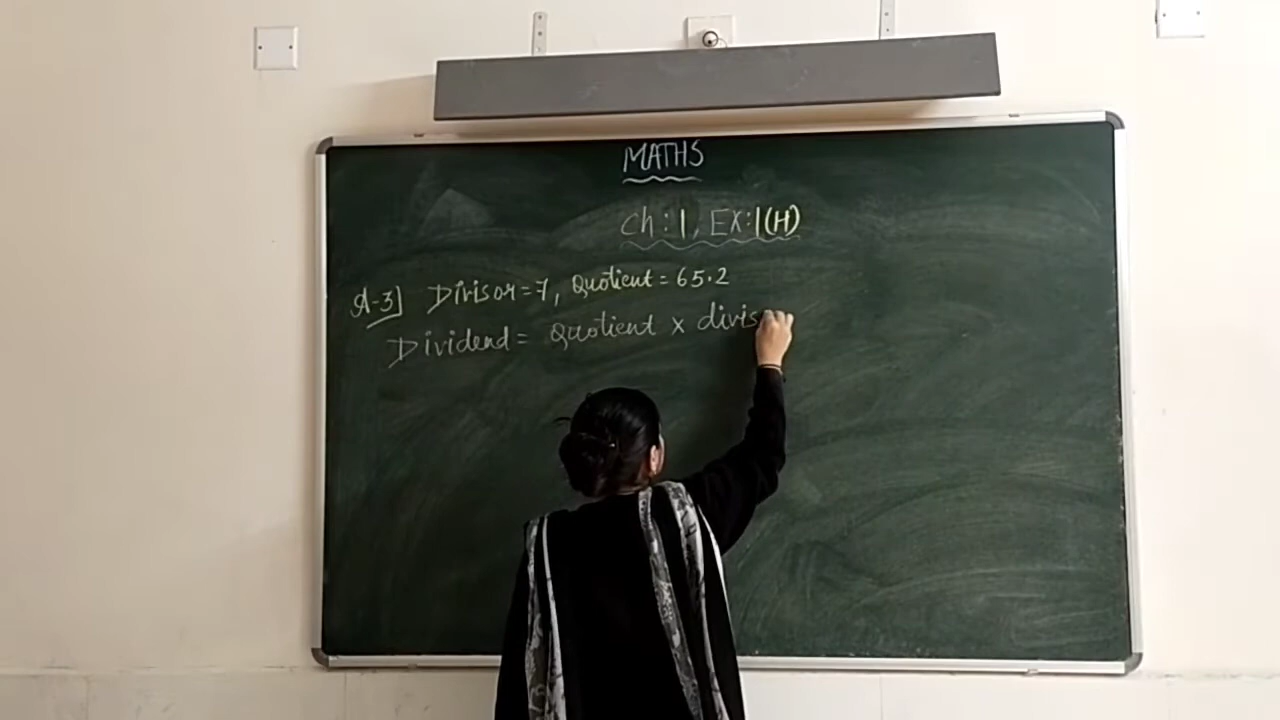 MATHS
Ch:1, EX:1(H)
A-3] Divisor=7, Quotient=65.2
Dividend= Quotient x divis